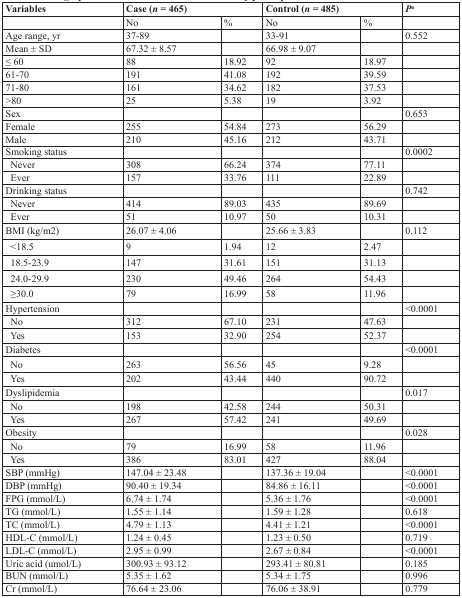 Variables Case (n = 465) Control (n = 485) Pª
No % No %
Age range, yr 37-89 33-91 0.552
Mean ± SD 67.32 ± 8.57 66.98 ± 9.07
≤ 60 88 18.92 92 18.97
61-70 191 41.08 192 39.59
71-80 161 34.62 182 37.53
>80 25 5.38 19 3.92
Sex 0.653
Female 255 54.84 273 56.29
Male 210 45.16 212 43.71
Smoking status 0.0002
Never 308 66.24 374 77.11
Ever 157 33.76 111 22.89
Drinking status 0.742
Never 414 89.03 435 89.69
Ever 51 10.97 50 10.31
BMI (kg/m2) 26.07 ± 4.06 25.66 ± 3.83 0.112
<18.5 9 1.94 12 2.47
18.5-23.9 147 31.61 151 31.13
24.0-29.9 230 49.46 264 54.43
≥30.0 79 16.99 58 11.96
Hypertension <0.0001
No 312 67.10 231 47.63
Yes 153 32.90 254 52.37
Diabetes <0.0001
No 263 56.56 45 9.28
Yes 202 43.44 440 90.72
Dyslipidemia 0.017
No 198 42.58 244 50.31
Yes 267 57.42 241 49.69
Obesity 0.028
No 79 16.99 58 11.96
Yes 386 83.01 427 88.04
SBP (mmHg) 147.04 ± 23.48 137.36 ± 19.04 <0.0001
DBP (mmHg) 90.40 ± 19.34 84.86 ± 16.11 <0.0001
FPG (mmol/L) 6.74 ± 1.74 5.36 ± 1.76 <0.0001
TG (mmol/L) 1.55 ± 1.14 1.59 ± 1.28 0.618
TC (mmol/L) 4.79 ± 1.13 4.41 ± 1.21 <0.0001
HDL-C (mmol/L) 1.24 ± 0.45 1.23 ± 0.50 0.719
LDL-C (mmol/L) 2.95 ± 0.99 2.67 ± 0.84 <0.0001
Uric acid (umol/L) 300.93 ± 93.12 293.41 ± 80.81 0.185
BUN (mmol/L) 5.35 ± 1.62 5.34 ± 1.75 0.996
Cr (mmol/L) 76.64 ± 23.06 76.06 ± 38.91 0.779